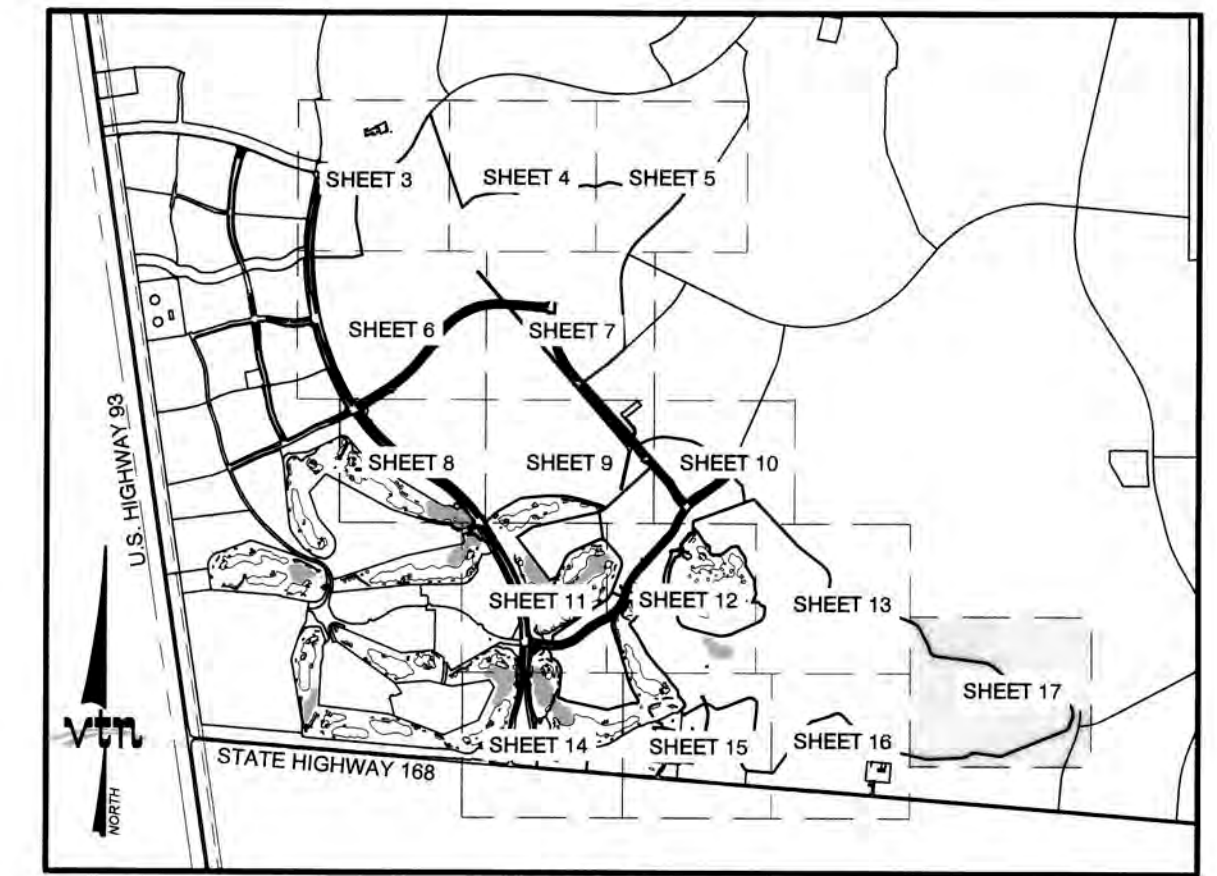 SHEET 3
SHEET 4
SHEET 5
SHEET 6
SHEET 7
U.S. HIGHWAY 93
SHEET 8
SHEET 9
SHEET 10
SHEET 11
SHEET 12
SHEET 13
SHEET 17
vtn
SHEET 14
SHEET 15
SHEET 16
STATE HIGHWAY 168
NORTH